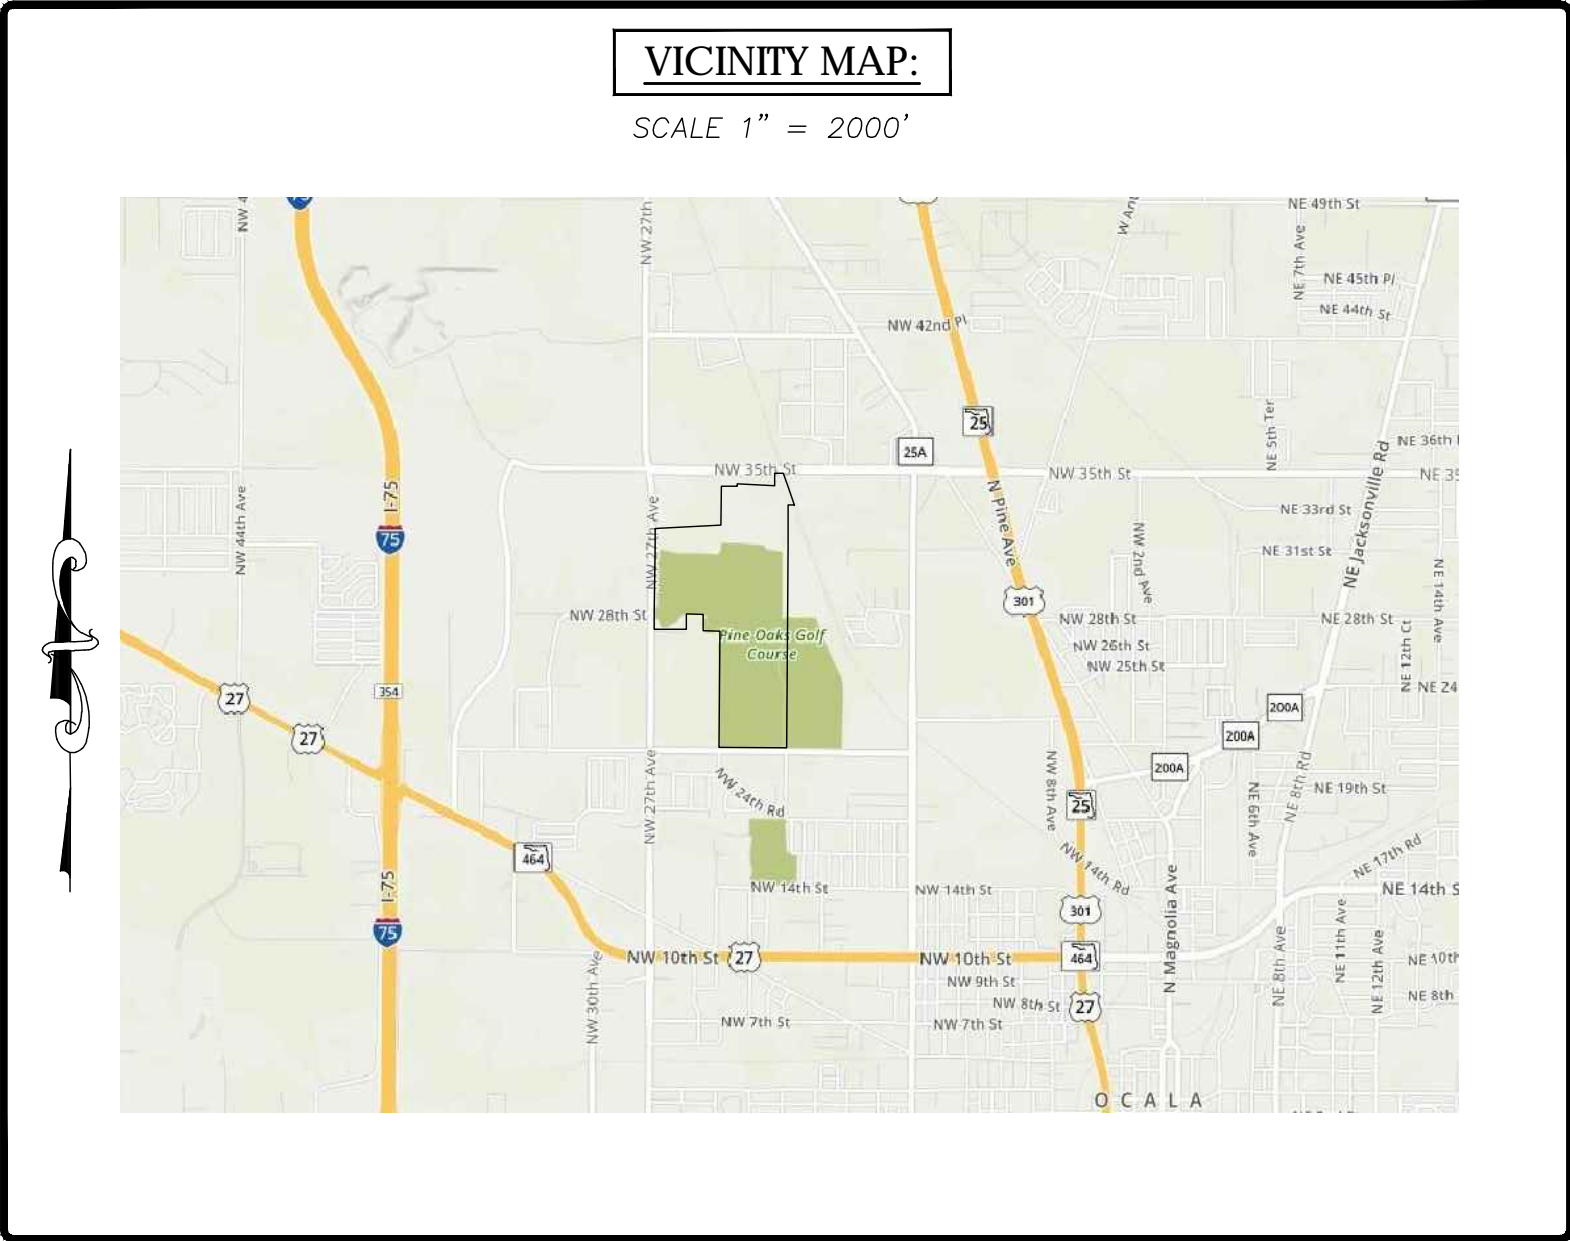 VICINITY MAP:
SCALE 1” = 2000’
NE 49th St
NW 27th
NE 7th Ave
NE 45th Pl
NE 44th St
NW 42nd Pl
25
25A
NE 5th Ter
NE 36th
NW 35th St
NW 35th St
I-75
NW 44th Ave
NW 27th Ave
N Pine Ave
NE Jacksonville Rd
NE 33rd St
75
NW 2nd Ave
NE 31st St
NE 14th Ave
301
NW 28th St
NW 28th St
NE 28th St
NE 12th Ct
Pine Oaks Golf
Course
NW 26th St
NW 25th St
354
27
27
NE 24
200A
200A
200A
NW 27th Ave
NW 24th Rd
NW 8th Ave
25
NE 6th Ave
NE 8th Rd
NE 19th St
464
NW 14th Rd
NE 17th Rd
I-75
NW 14th St
NW 14th St
NE 14th S
N Magnolia Ave
301
75
NW 10th St
27
NW 10th St
464
NE 8th Ave
NE 11th Ave
NE 12th Ave
NE 10th
NW 30th Ave
NW 9th St
NW 8th St
27
NE 8th
NW 7th St
NW 7th St
OCALA